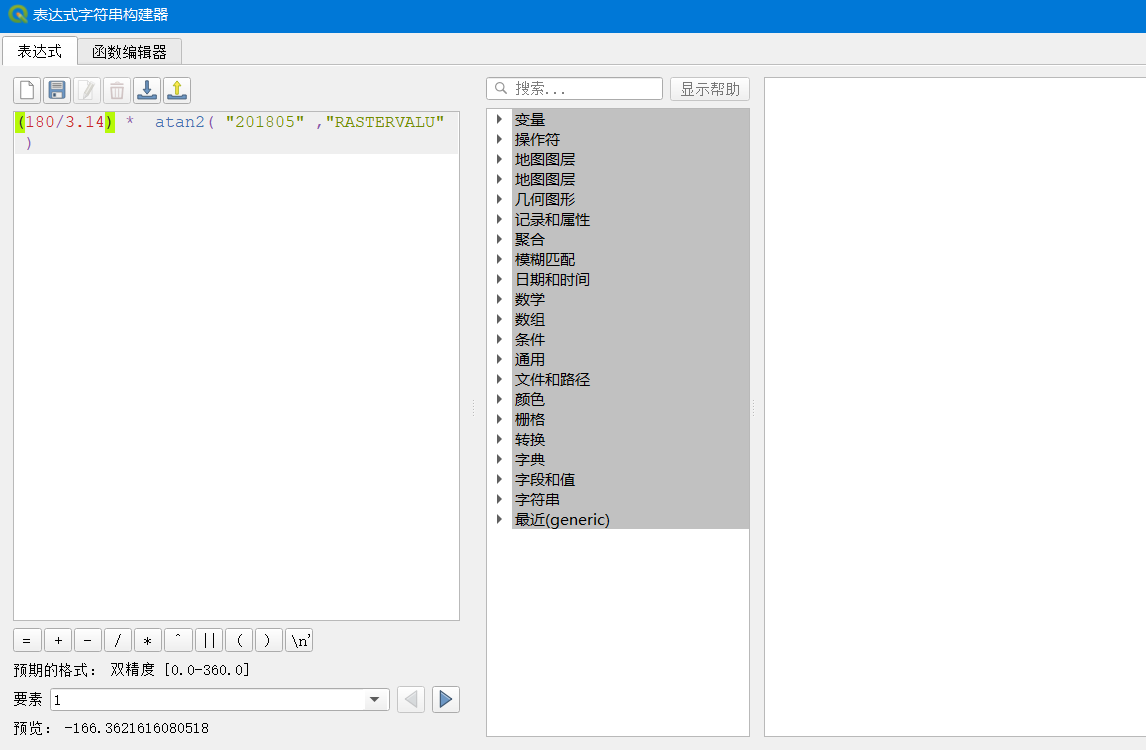 表达式字符串构建器
表达式 函数编辑器
(180/3.14) * atan2( "201805" ,"RASTERVALU"
)
搜索... 显示帮助
变量
操作符
地图图层
地图图层
几何图形
记录和属性
聚合
模糊匹配
日期和时间
数学
数组
条件
通用
文件和路径
颜色
栅格
转换
字典
字段和值
字符串
最近(generic)
= + - / * ^ || ( ) \n'
预期的格式： 双精度 [0.0-360.0]
要素 1
预览： -166.3621616080518